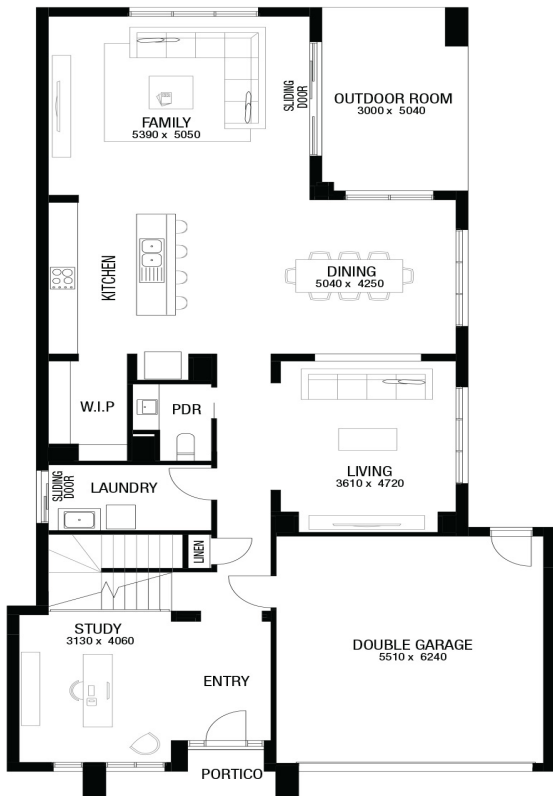 FAMILY
5390 x 5050
SLIDING
DOOR
OUTDOOR ROOM
3000 x 5040
KITCHEN
DINING
5040 x 4250
W.I.P
PDR
LIVING
3610 x 4720
SLIDING
DOOR
LAUNDRY
LINEN
STUDY
3130 x 4060
ENTRY
DOUBLE GARAGE
5510 x 6240
PORTICO